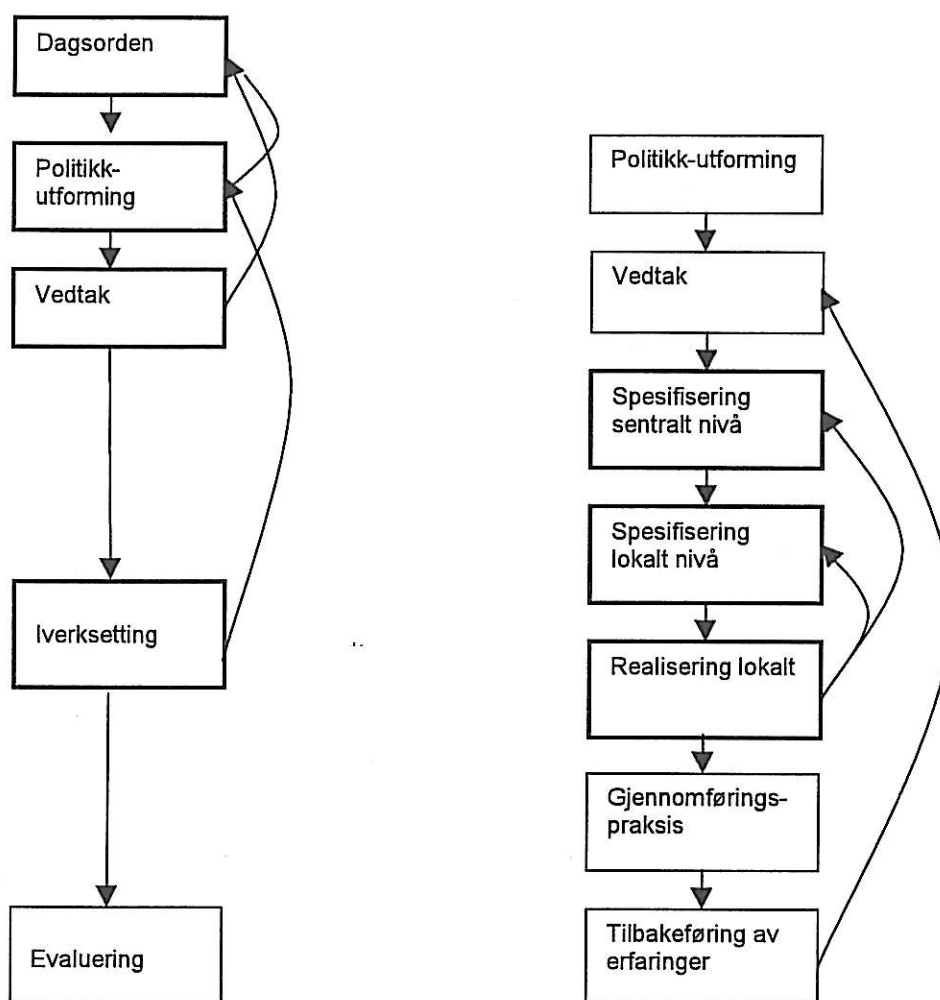 Dagsorden
Politikk-
utforming
Vedtak
Iverksetting
Evaluering
Politikk-utforming
Vedtak
Spesifisering
sentralt nivå
Spesifisering
lokalt nivå
Realisering lokalt
Gjennomførings-
praksis
Tilbakeføring av
erfaringer